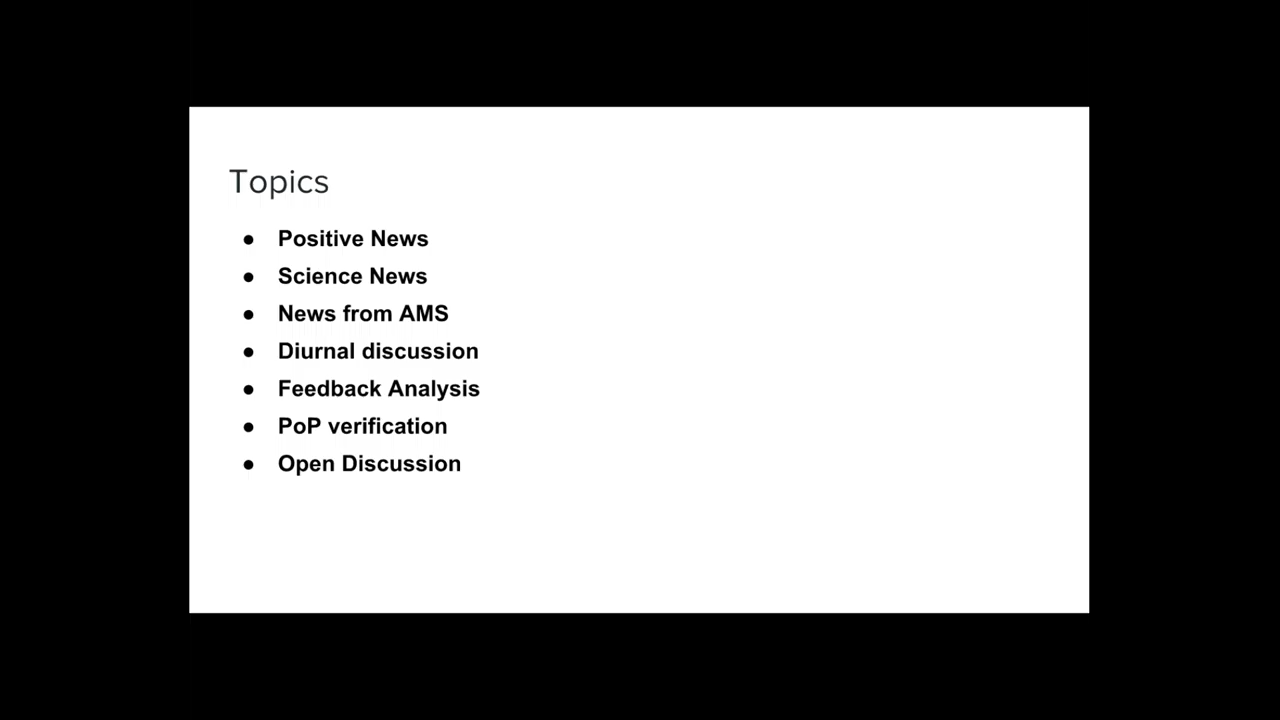 Topics
● Positive News
● Science News
● News from AMS
● Diurnal discussion
● Feedback Analysis
● PoP verification
● Open Discussion